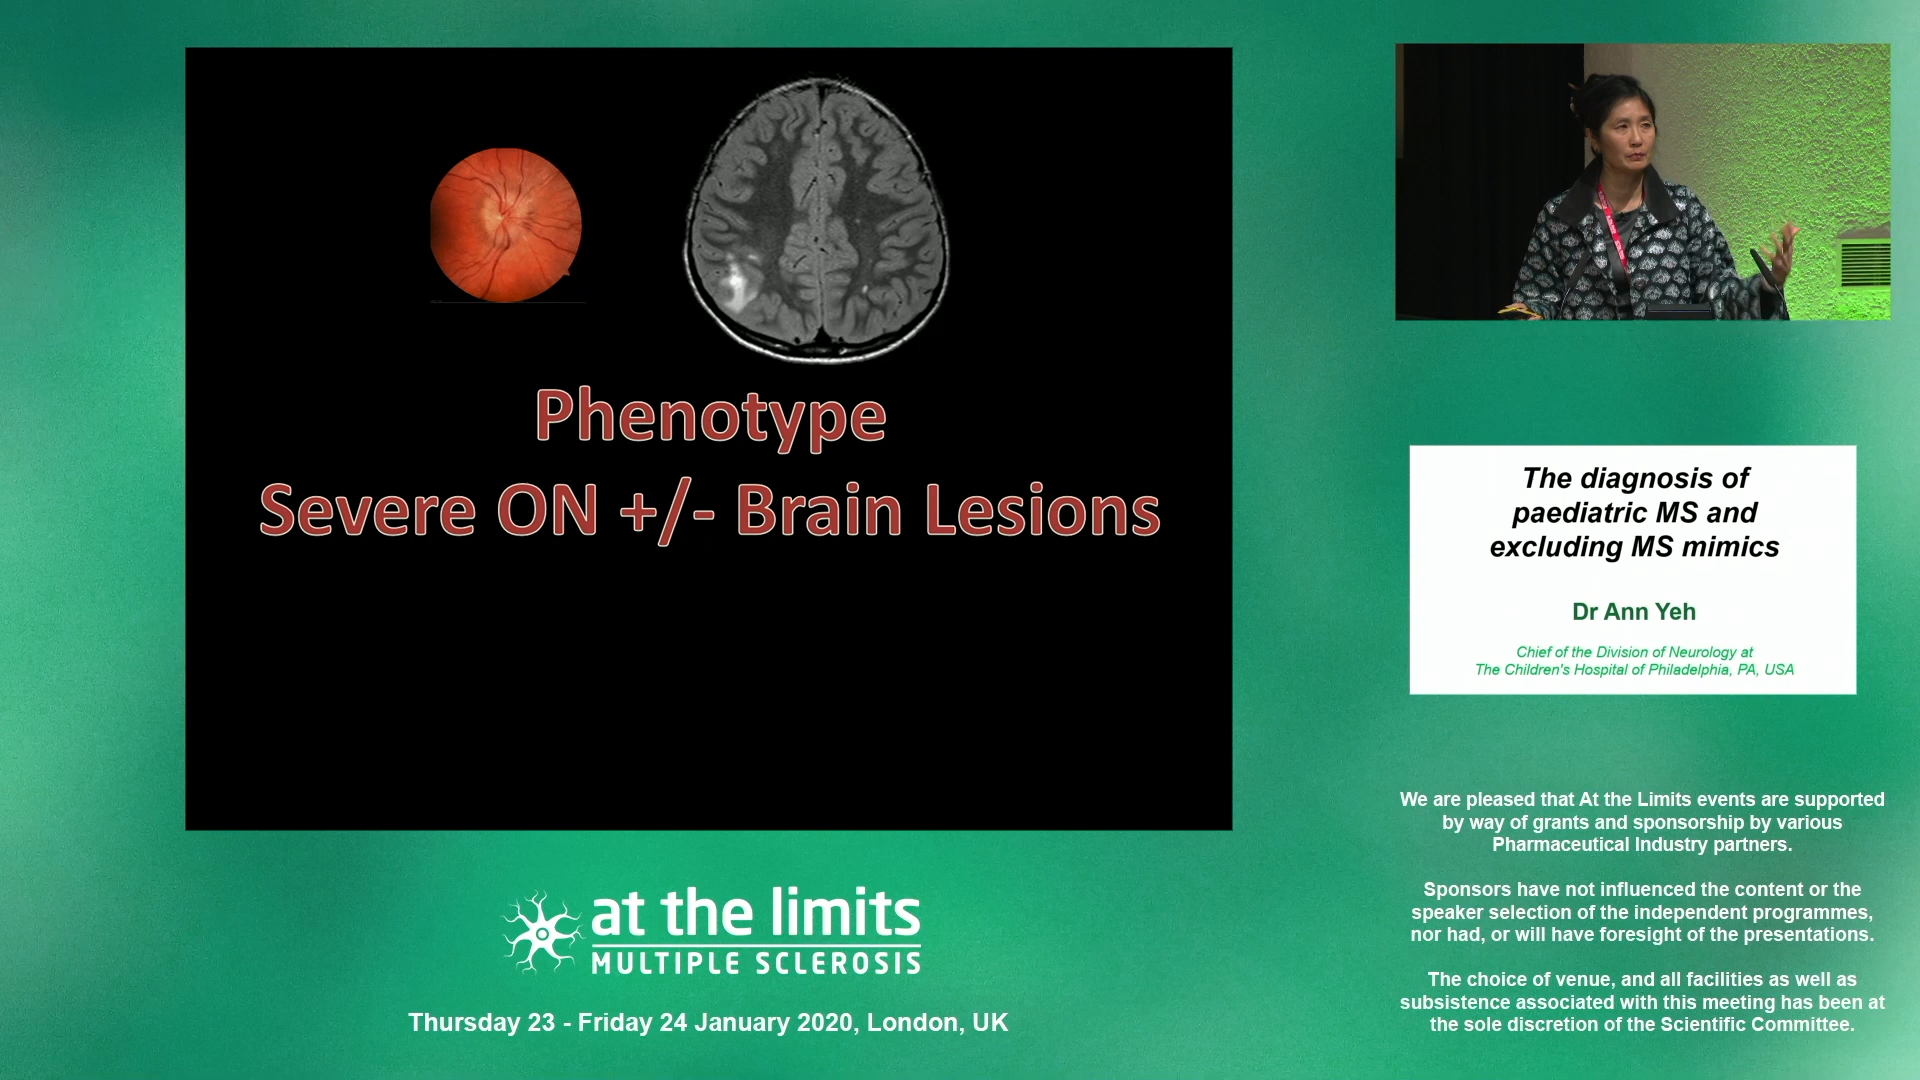 Phenotype
Severe ON +/- Brain Lesions
The diagnosis of
paediatric MS and
excluding MS mimics
Dr Ann Yeh
Chief of the Division of Neurology at
The Children's Hospital of Philadelphia, PA, USA
We are pleased that At the Limits events are supported
by way of grants and sponsorship by various
Pharmaceutical Industry partners.
Sponsors have not influenced the content or the
speaker selection of the independent programmes,
nor had, or will have foresight of the presentations.
The choice of venue, and all facilities as well as
subsistence associated with this meeting has been at
the sole discretion of the Scientific Committee.
at the limits
MULTIPLE SCLEROSIS
Thursday 23 - Friday 24 January 2020, London, UK